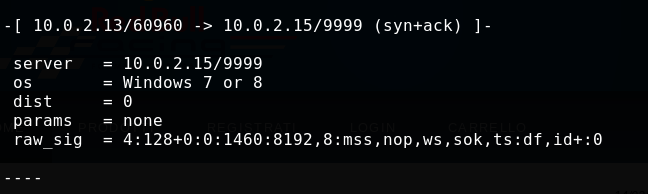 -[ 10.0.2.13/60960 -> 10.0.2.15/9999 (syn+ack) ]-
server = 10.0.2.15/9999
os = Windows 7 or 8
dist = 0
params = none
raw_sig = 4:128+0:0:1460:8192,8:mss,nop,ws,sok,ts:df,id+:0
----